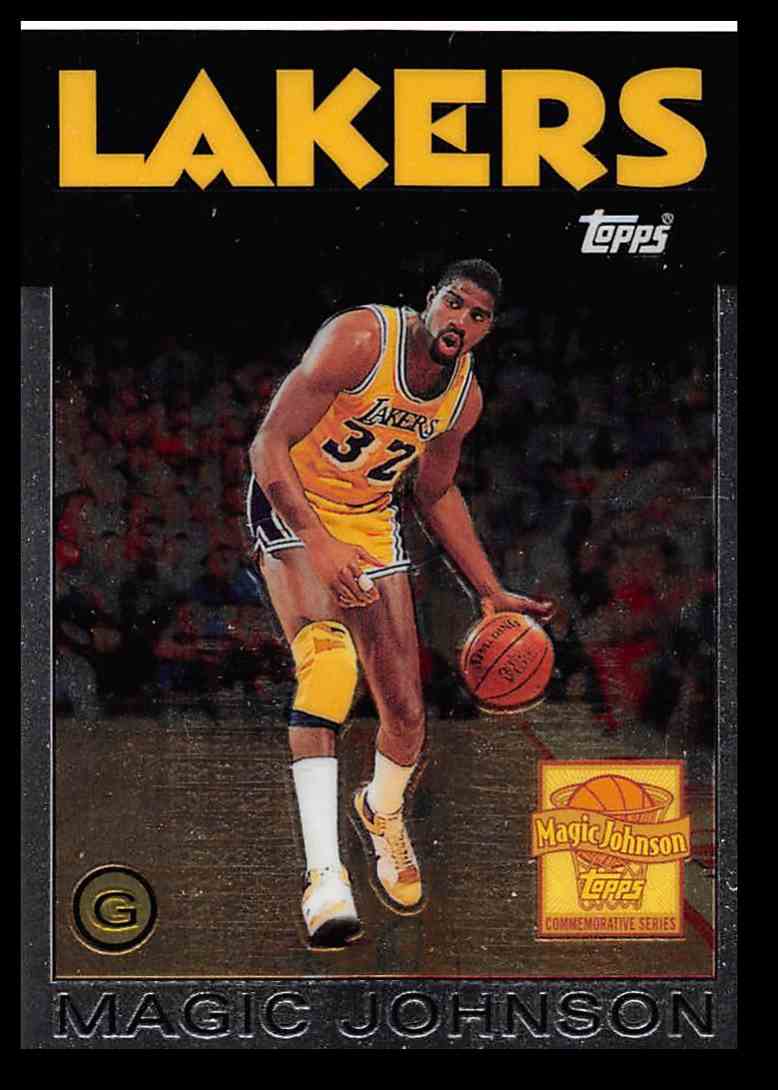 LAKERS
Topps®
LAKERS
32
SPALDING
Magic Johnson
Topps
COMMEMORATIVE SERIES
G
MAGIC JOHNSON